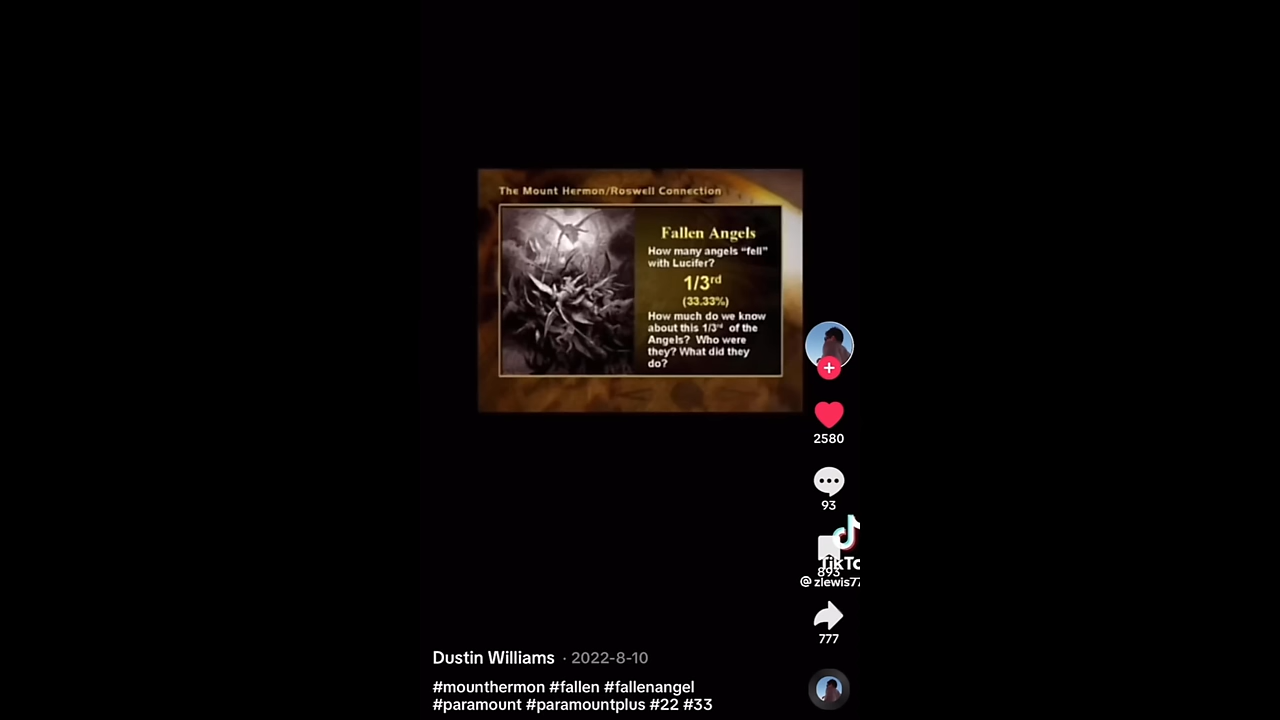 The Mount Hermon/Roswell Connection
Fallen Angels
How many angels “fell”
with Lucifer?
1/3rd
(33.33%)
How much do we know
about this 1/3rd of the
Angels? Who were
they? What did they
do?
2580
93
893
TikTo
@zlewis77
777
Dustin Williams · 2022-8-10
#mounthermon #fallen #fallenangel
#paramount #paramountplus #22 #33